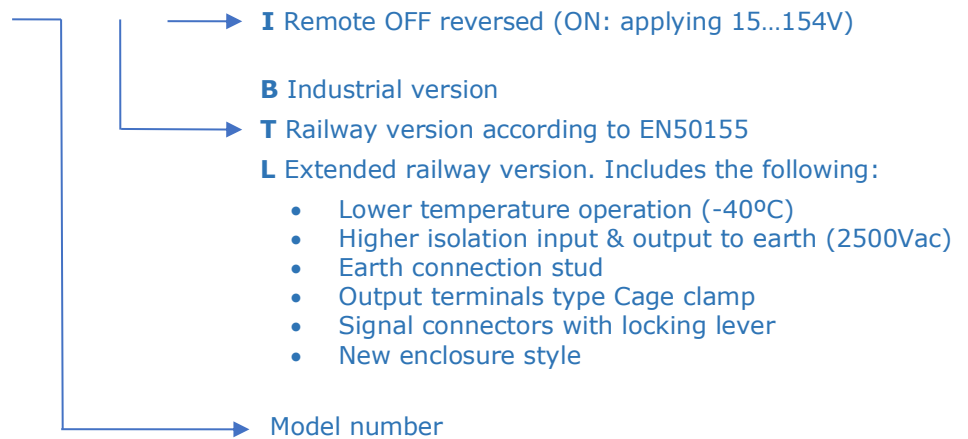 I Remote OFF reversed (ON: applying 15…154V)
B Industrial version
T Railway version according to EN50155
L Extended railway version. Includes the following:
• Lower temperature operation (-40ºC)
• Higher isolation input & output to earth (2500Vac)
• Earth connection stud
• Output terminals type Cage clamp
• Signal connectors with locking lever
• New enclosure style
Model number